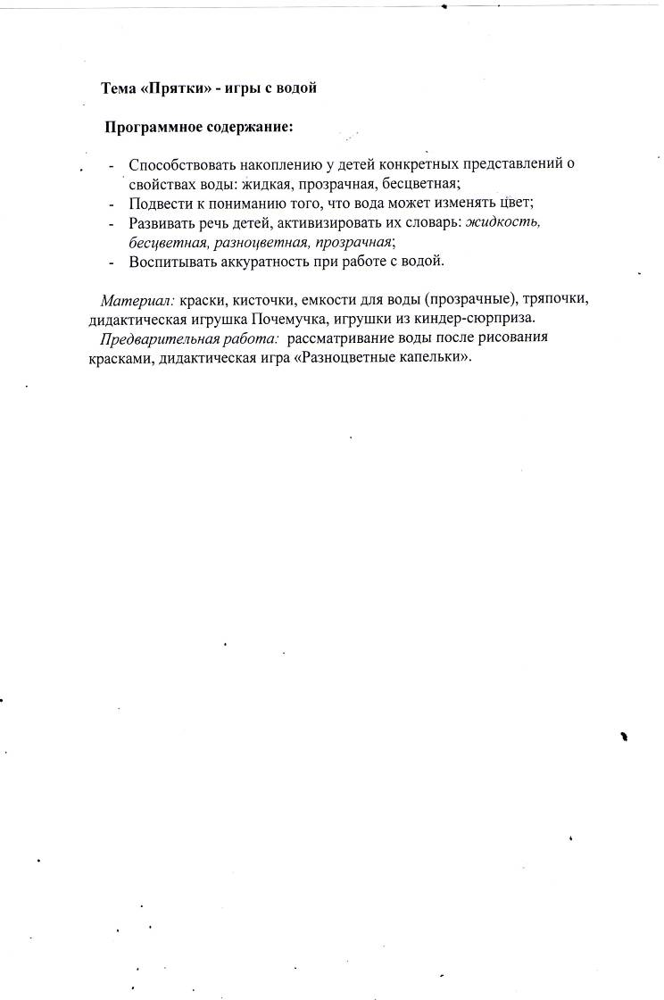 Тема «Прятки» - игры с водой
Программное содержание:
- Способствовать накоплению у детей конкретных представлений о
свойствах воды: жидкая, прозрачная, бесцветная;
- Подвести к пониманию того, что вода может изменять цвет;
- Развивать речь детей, активизировать их словарь: жидкость,
бесцветная, разноцветная, прозрачная;
- Воспитывать аккуратность при работе с водой.
Материал: краски, кисточки, емкости для воды (прозрачные), тряпочки,
дидактическая игрушка Почемучка, игрушки из киндер-сюрприза.
Предварительная работа: рассматривание воды после рисования
красками, дидактическая игра «Разноцветные капельки».